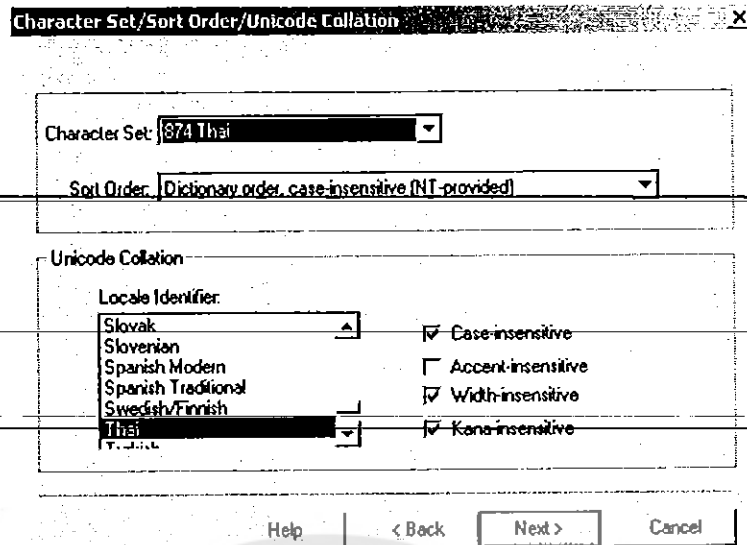 Character Set/Sort Order/Unicode Collation
Character Set: 874 Thai
Sort Order: Dictionary order, case-insensitive (NT-provided)
Unicode Collation
Locale Identifier:
Slovak
Slovenian
Spanish Modern
Spanish Traditional
Swedish/Finnish
Thai
Turkish
Case-insensitive
Accent-insensitive
Width-insensitive
Kana-insensitive
Help
< Back
Next >
Cancel